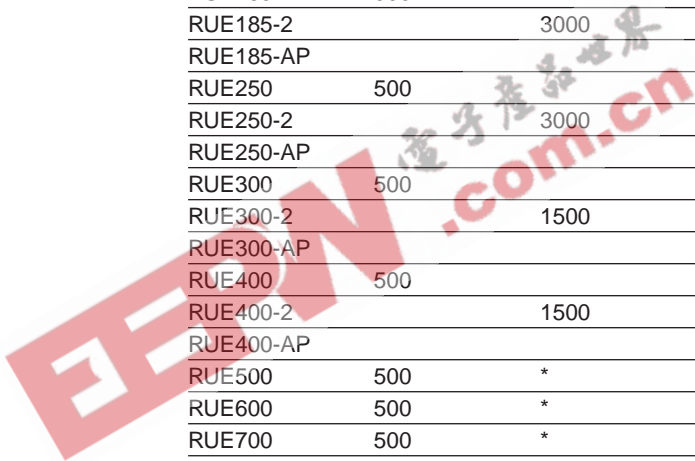 RUE185-2 3000
RUE185-AP
RUE250 500
RUE250-2 3000
RUE250-AP
RUE300 500
RUE300-2 1500
RUE300-AP
RUE400 500
RUE400-2 1500
RUE400-AP
RUE500 500 *
RUE600 500 *
RUE700 500 *
EEPW 电子产品世界 .com.cn